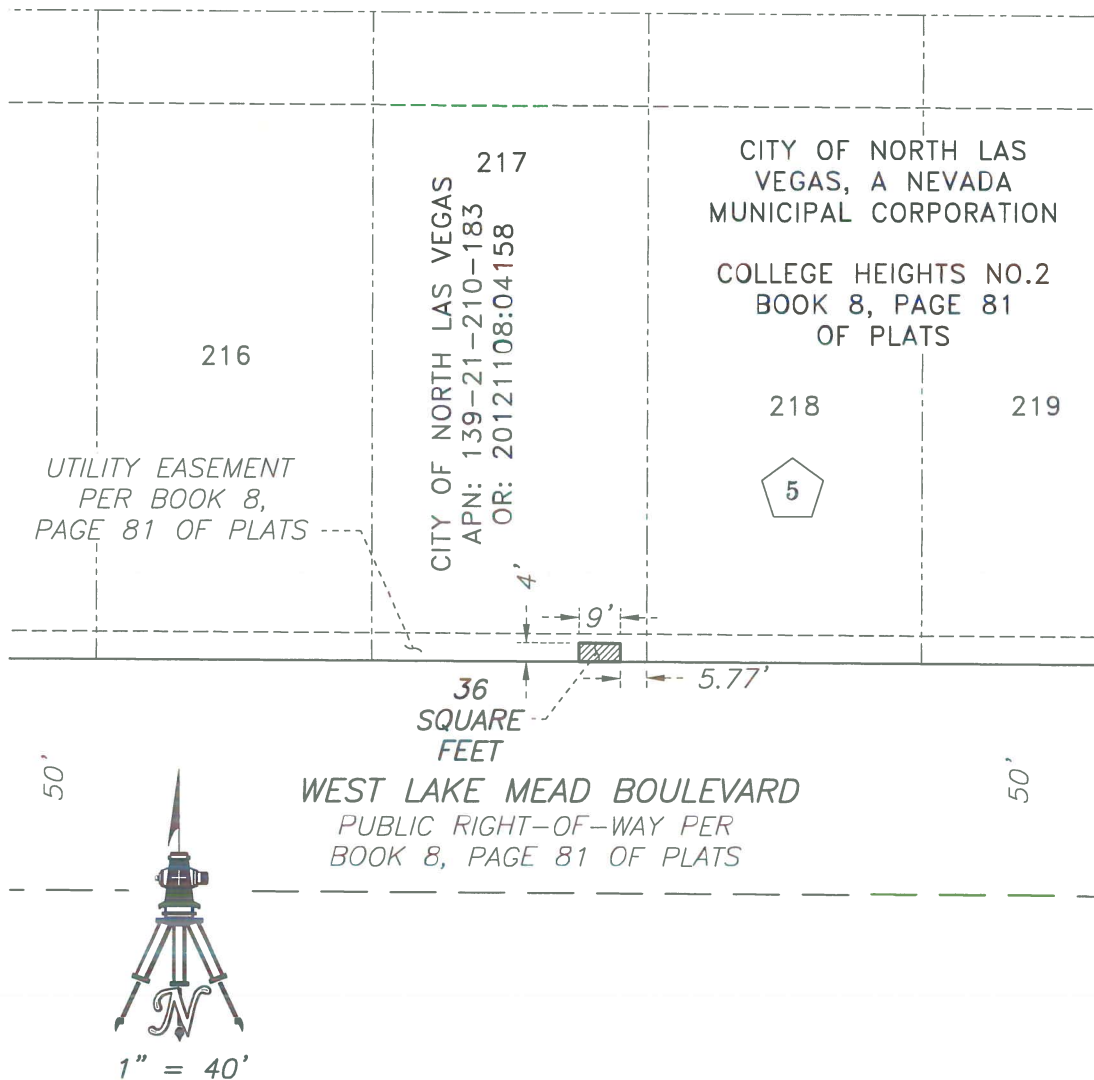 217
CITY OF NORTH LAS VEGAS
APN: 139-21-210-183
OR: 20121108:04158
CITY OF NORTH LAS
VEGAS, A NEVADA
MUNICIPAL CORPORATION
COLLEGE HEIGHTS NO.2
BOOK 8, PAGE 81
OF PLATS
216
218
219
5
UTILITY EASEMENT
PER BOOK 8,
PAGE 81 OF PLATS
4'
9'
5.77'
36
SQUARE
FEET
50'
50'
WEST LAKE MEAD BOULEVARD
PUBLIC RIGHT-OF-WAY PER
BOOK 8, PAGE 81 OF PLATS
N
1" = 40'